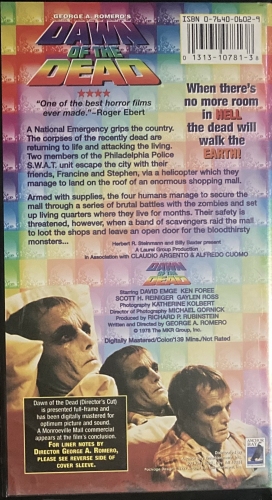 GEORGE A. ROMERO'S
DAWN
OF THE
DEAD
ISBN 0-7640-0602-9
0 13131 07813 8
★★★★
"One of the best horror films
ever made."–Roger Ebert
When there's
no more room
in HELL
the dead will
walk the
EARTH!
A National Emergency grips the country.
The corpses of the recently dead are
returning to life and attacking the living.
Two members of the Philadelphia Police
S.W.A.T. unit escape the city with their
friends, Francine and Stephen, via a helicopter which they
manage to land on the roof of an enormous shopping mall.
Armed with supplies, the four humans manage to secure the
mall through a series of brutal battles with the zombies and set
up living quarters where they live for months. Their safety is
threatened, however, when a band of scavengers raid the mall
to loot the shops and leave an open door for the bloodthirsty
monsters...
Herbert R. Steinmann and Billy Baxter present
A Laurel Group Production
in Association with CLAUDIO ARGENTO & ALFREDO CUOMO
DAWN
OF THE
DEAD
Starring DAVID EMGE KEN FOREE
SCOTT H. REINIGER GAYLEN ROSS
Photography KATHERINE KOLBERT
Director of Photography MICHAEL GORNICK
Produced by RICHARD P. RUBINSTEIN
Written and Directed by GEORGE A. ROMERO
© 1978 The MKR Group, Inc.
Digitally Mastered/Color/139 Mins./Not Rated
Dawn of the Dead (Director's Cut)
is presented full-frame and
has been digitally mastered for
optimum picture and sound.
A Monroeville Mall commercial
appears at the film's conclusion.
FOR LINER NOTES BY
DIRECTOR GEORGE A. ROMERO,
PLEASE SEE REVERSE SIDE OF
COVER SLEEVE.